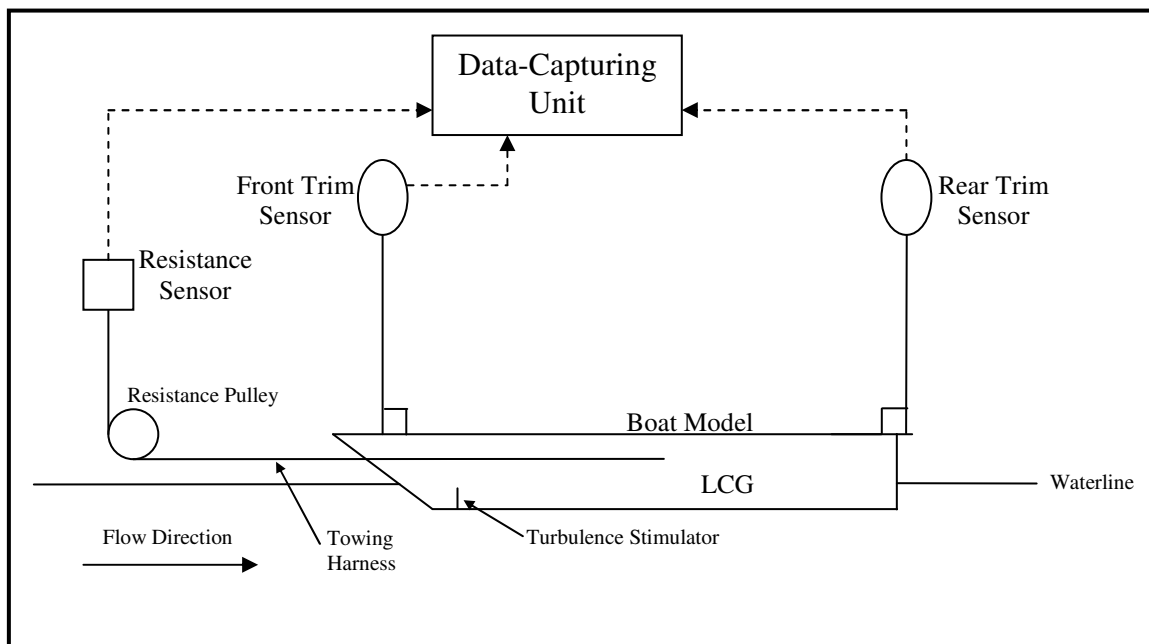 Data-Capturing
Unit
Front Trim
Sensor
Rear Trim
Sensor
Resistance
Sensor
Resistance Pulley
Boat Model
LCG
Waterline
Flow Direction
Towing
Harness
Turbulence Stimulator